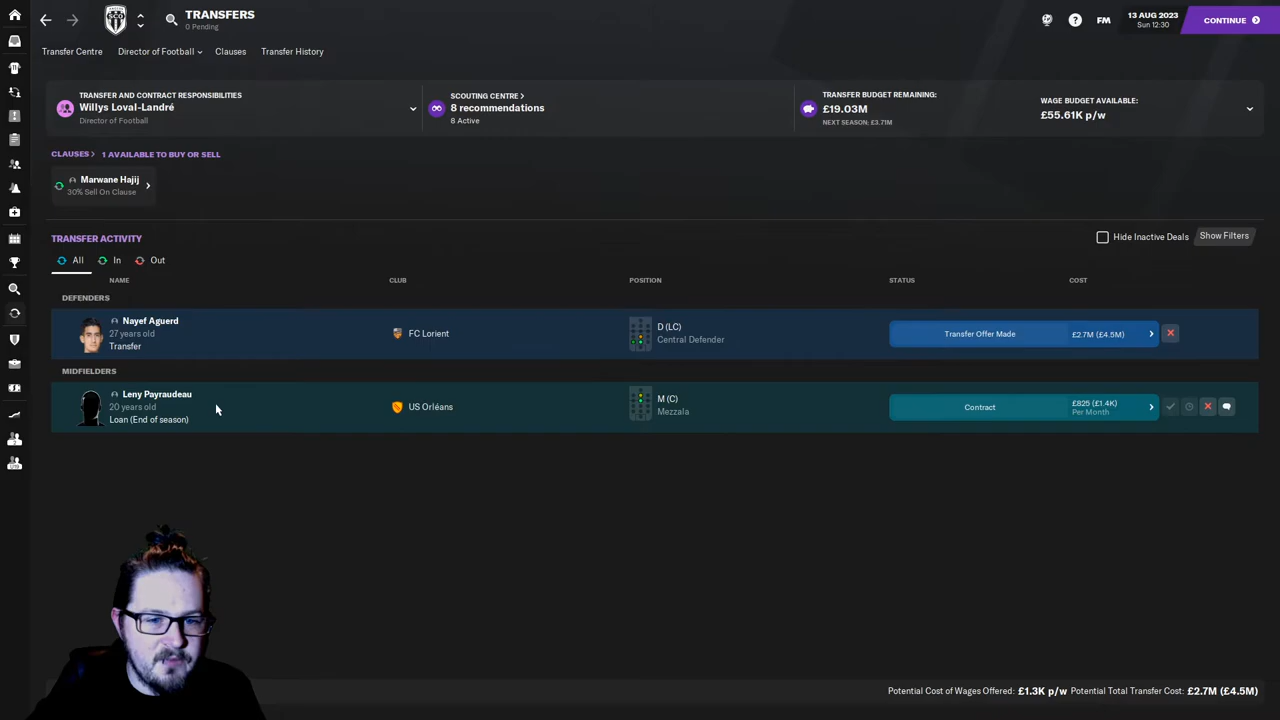 TRANSFERS
0 Pending
13 AUG 2023
Sun 12:30
FM
CONTINUE
SCO
Transfer Centre
Director of Football
Clauses
Transfer History
TRANSFER AND CONTRACT RESPONSIBILITIES
Willys Loval-Landré
Director of Football
SCOUTING CENTRE >
8 recommendations
8 Active
TRANSFER BUDGET REMAINING:
£19.03M
NEXT SEASON: £3.71M
WAGE BUDGET AVAILABLE:
£55.61K p/w
CLAUSES > 1 AVAILABLE TO BUY OR SELL
Marwane Hajij
30% Sell On Clause
TRANSFER ACTIVITY
Hide Inactive Deals
Show Filters
All In Out
NAME CLUB POSITION STATUS COST
DEFENDERS
Nayef Aguerd
27 years old
Transfer
FC Lorient
D (LC)
Central Defender
Transfer Offer Made
£2.7M (£4.5M)
MIDFIELDERS
Leny Payraudeau
20 years old
Loan (End of season)
US Orléans
M (C)
Mezzala
Contract
£825 (£1.4K)
Per Month
Potential Cost of Wages Offered: £1.3K p/w Potential Total Transfer Cost: £2.7M (£4.5M)